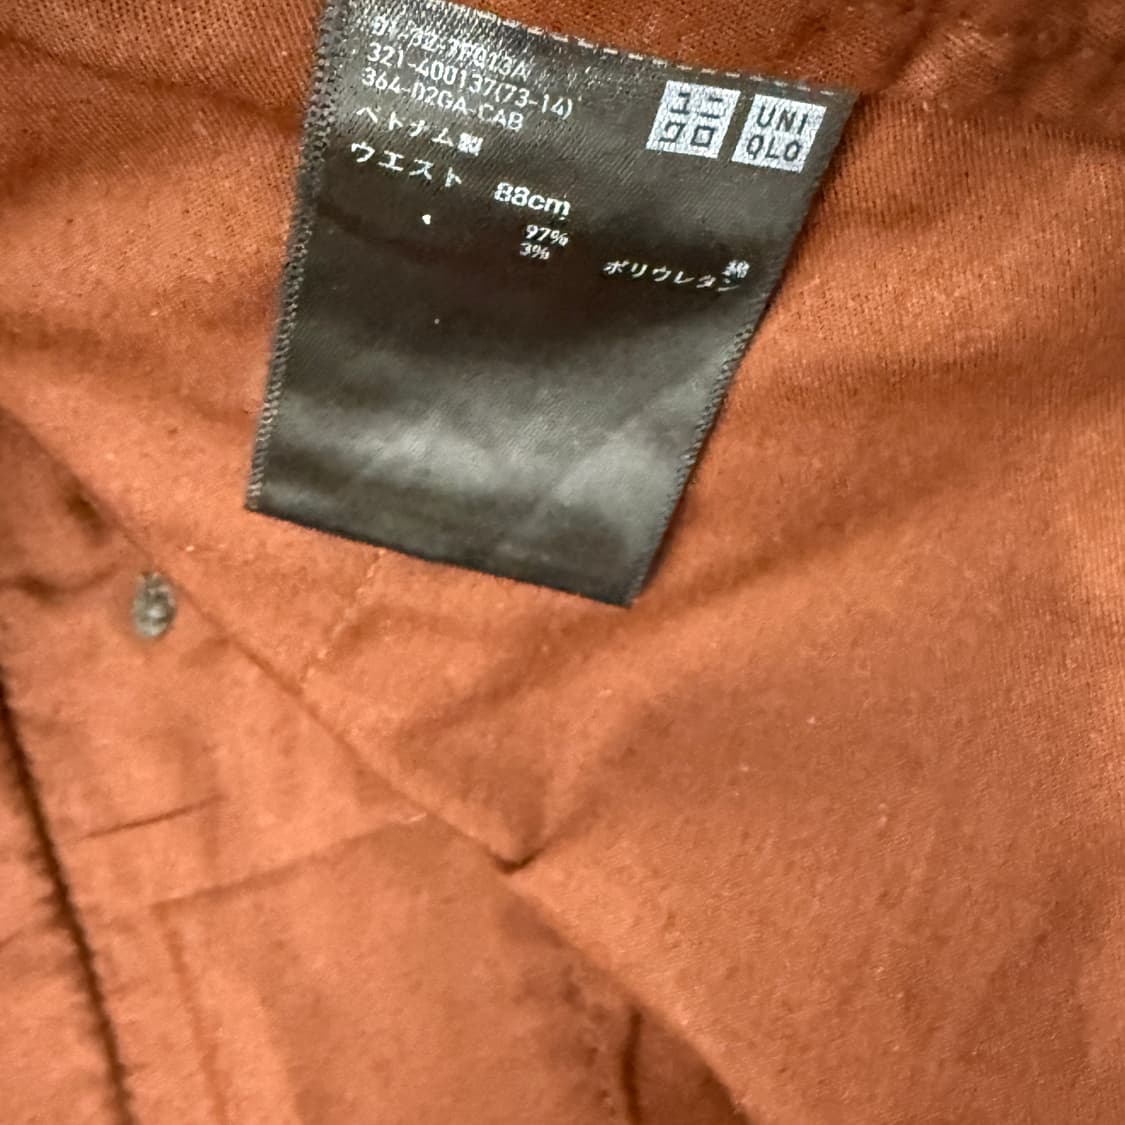 321-400137(73-14)
364-02GA-CAB
ベトナム製
ウエスト 88cm
97% 綿
3% ポリウレタン
ユニ
クロ
UNI
QLO